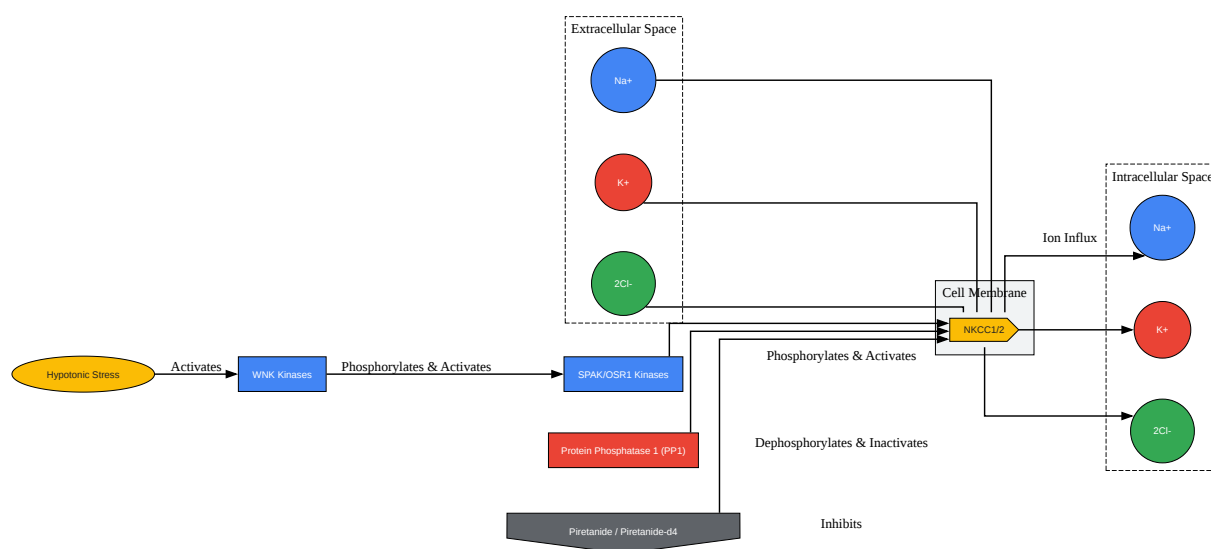 Extracellular Space
Na+
K+
2Cl-
Intracellular Space
Na+
Ion Influx
Cell Membrane
NKCC1/2
K+
Phosphorylates & Activates
Hypotonic Stress
Activates
WNK Kinases
Phosphorylates & Activates
SPAK/OSR1 Kinases
2Cl-
Protein Phosphatase 1 (PP1)
Dephosphorylates & Inactivates
Piretanide / Piretanide-d4
Inhibits